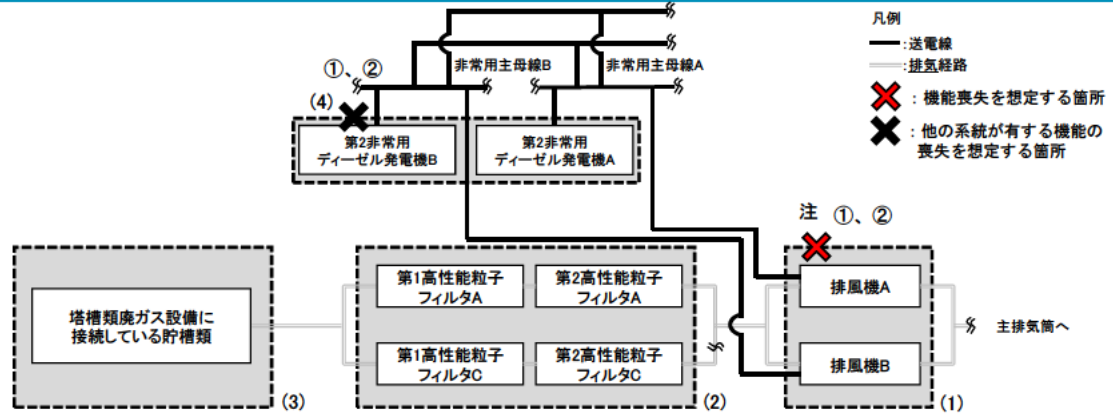 凡例
:送電線
:排気経路
:機能喪失を想定する箇所
:他の系統が有する機能の
喪失を想定する箇所
非常用主母線B
非常用主母線A
①、②
(4)
第2非常用
ディーゼル発電機B
第2非常用
ディーゼル発電機A
注 ①、②
塔槽類廃ガス設備に
接続している貯槽類
(3)
第1高性能粒子
フィルタA
第2高性能粒子
フィルタA
第1高性能粒子
フィルタC
第2高性能粒子
フィルタC
(2)
排風機A
排風機B
(1)
主排気筒へ